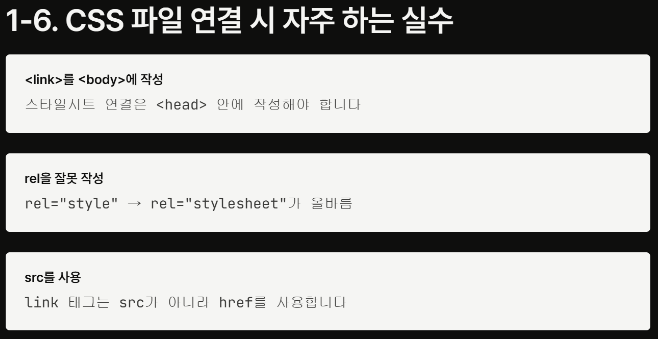 1-6. CSS 파일 연결 시 자주 하는 실수
<link>를 <body>에 작성
스타일시트 연결은 <head> 안에 작성해야 합니다
rel을 잘못 작성
rel="style" → rel="stylesheet"가 올바름
src를 사용
link 태그는 src가 아니라 href를 사용합니다